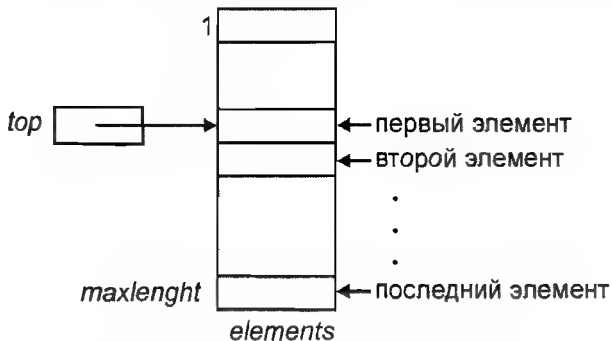 1
top
первый элемент
второй элемент
maxlenght
последний элемент
elements